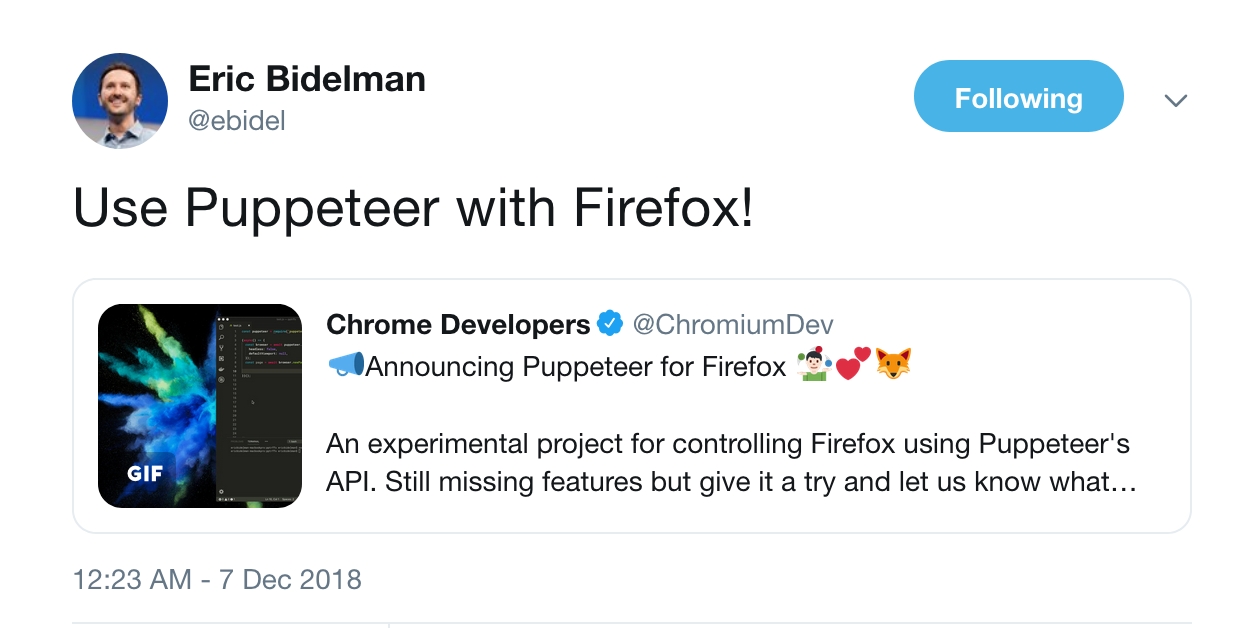 Eric Bidelman
@ebidel
Following
Use Puppeteer with Firefox!
Chrome Developers @ChromiumDev
📣Announcing Puppeteer for Firefox 🤹🏻‍♂️💕🦊
An experimental project for controlling Firefox using Puppeteer's
API. Still missing features but give it a try and let us know what…
GIF
12:23 AM - 7 Dec 2018